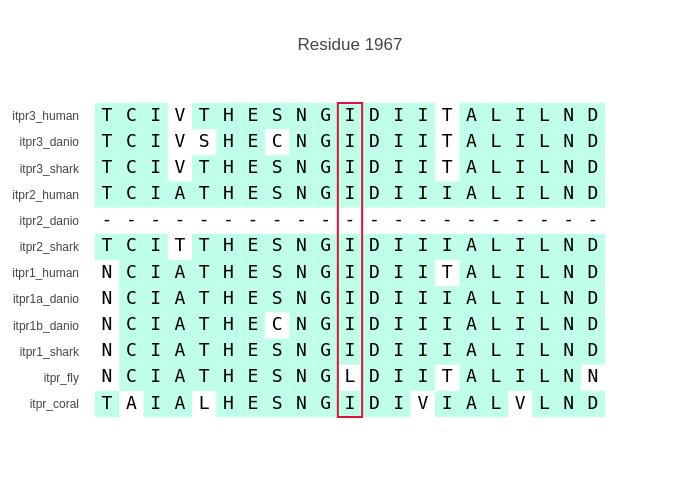 Residue 1967
itpr3_human T C I V T H E S N G I D I I T A L I L N D
itpr3_danio T C I V S H E C N G I D I I T A L I L N D
itpr3_shark T C I V T H E S N G I D I I T A L I L N D
itpr2_human T C I A T H E S N G I D I I I A L I L N D
itpr2_danio - - - - - - - - - - - - - - - - - - - - -
itpr2_shark T C I T T H E S N G I D I I I A L I L N D
itpr1_human N C I A T H E S N G I D I I T A L I L N D
itpr1a_danio N C I A T H E S N G I D I I I A L I L N D
itpr1b_danio N C I A T H E C N G I D I I I A L I L N D
itpr1_shark N C I A T H E S N G I D I I I A L I L N D
itpr_fly N C I A T H E S N G L D I I T A L I L N N
itpr_coral T A I A L H E S N G I D I V I A L V L N D